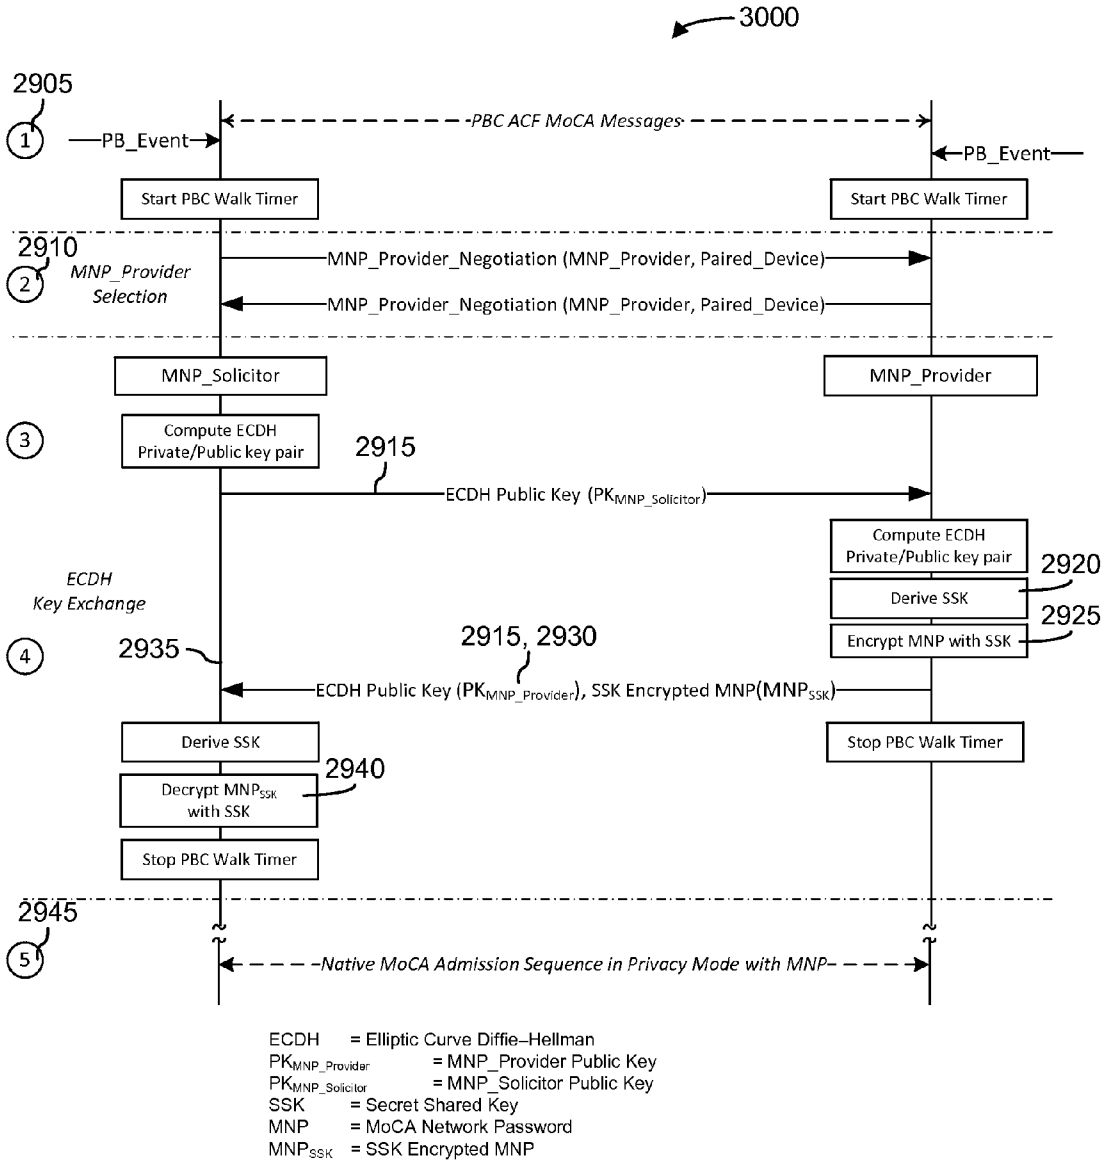 3000
2905
1
PB_Event
PBC ACF MoCA Messages
PB_Event
Start PBC Walk Timer
Start PBC Walk Timer
2910
2
MNP_Provider
Selection
MNP_Provider_Negotiation (MNP_Provider, Paired_Device)
MNP_Provider_Negotiation (MNP_Provider, Paired_Device)
MNP_Solicitor
MNP_Provider
3
Compute ECDH
Private/Public key pair
2915
ECDH Public Key (PKMNP_Solicitor)
Compute ECDH
Private/Public key pair
2920
Derive SSK
2925
Encrypt MNP with SSK
ECDH
Key Exchange
4
2935
2915, 2930
ECDH Public Key (PKMNP_Provider), SSK Encrypted MNP(MNPSSK)
Derive SSK
Stop PBC Walk Timer
2940
Decrypt MNPSSK
with SSK
Stop PBC Walk Timer
2945
5
Native MoCA Admission Sequence in Privacy Mode with MNP
ECDH = Elliptic Curve Diffie–Hellman
PKMNP_Provider = MNP_Provider Public Key
PKMNP_Solicitor = MNP_Solicitor Public Key
SSK = Secret Shared Key
MNP = MoCA Network Password
MNPSSK = SSK Encrypted MNP